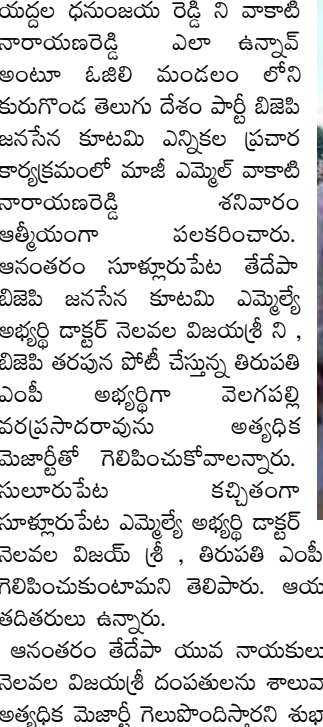 యద్దల ధనుంజయ రెడ్డి ని వాకాటి
నారాయణరెడ్డి ఎలా ఉన్నావ్
అంటూ ఓజిలి మండలం లోని
కురుగొండ తెలుగు దేశం పార్టీ బిజెపి
జనసేన కూటమి ఎన్నికల ప్రచార
కార్యక్రమంలో మాజీ ఎమ్మెల్ వాకాటి
నారాయణరెడ్డి శనివారం
ఆత్మీయంగా పలకరించారు.
ఆనంతరం సూళ్లూరుపేట తేదేపా
బిజెపి జనసేన కూటమి ఎమ్మెల్యే
అభ్యర్థి డాక్టర్ నెలవల విజయశ్రీ ని ,
బిజెపి తరపున పోటీ చేస్తున్న తిరుపతి
ఎంపీ అభ్యర్థిగా వెలగపల్లి
వరప్రసాదరావును అత్యధిక
మెజార్టీతో గెలిపించుకోవాలన్నారు.
సులూరుపేట కచ్చితంగా
సూళ్లూరుపేట ఎమ్మెల్యే అభ్యర్థి డాక్టర్
నెలవల విజయ్ శ్రీ , తిరుపతి ఎంపీ
గెలిపించుకుంటామని తెలిపారు. ఆయ
తదితరులు ఉన్నారు.
ఆనంతరం తేదేపా యువ నాయకులు
నెలవల విజయశ్రీ దంపతులను శాలువా
అత్యధిక మెజార్టీ గెలుపొందిస్తారని